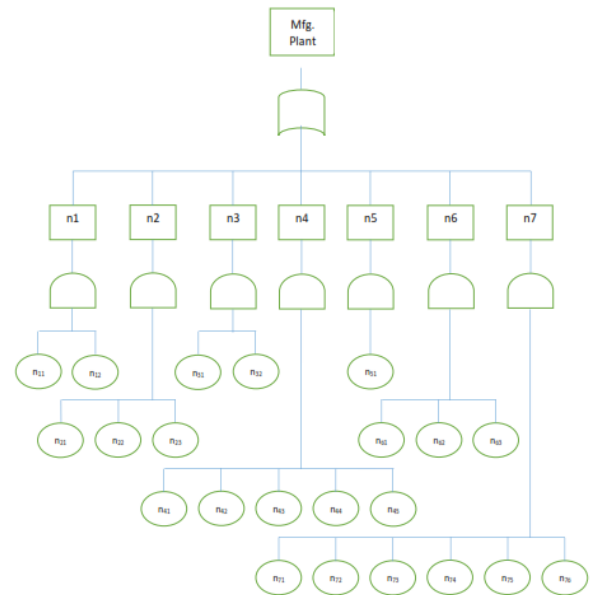 Mfg.
Plant
n1 n2 n3 n4 n5 n6 n7
n₁₁ n₁₂ n₃₁ n₃₂ n₅₁
n₂₁ n₂₂ n₂₃ n₆₁ n₆₂ n₆₃
n₄₁ n₄₂ n₄₃ n₄₄ n₄₅
n₇₁ n₇₂ n₇₃ n₇₄ n₇₅ n₇₆